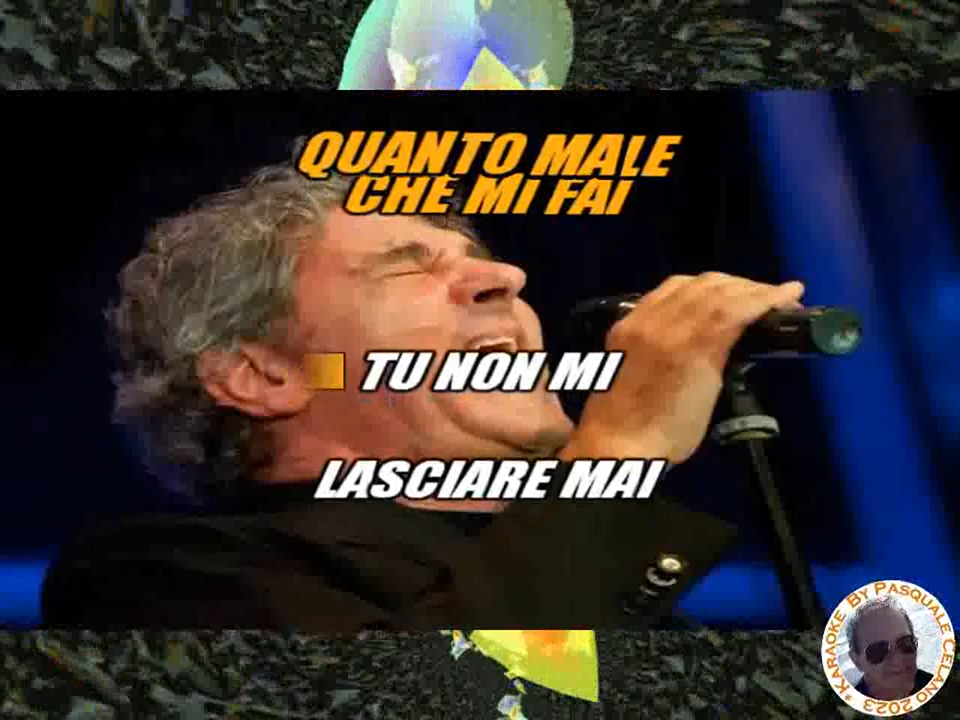 QUANTO MALE
CHE MI FAI
TU NON MI
LASCIARE MAI
*KARAOKE By PASQUALE CELANO 2023*